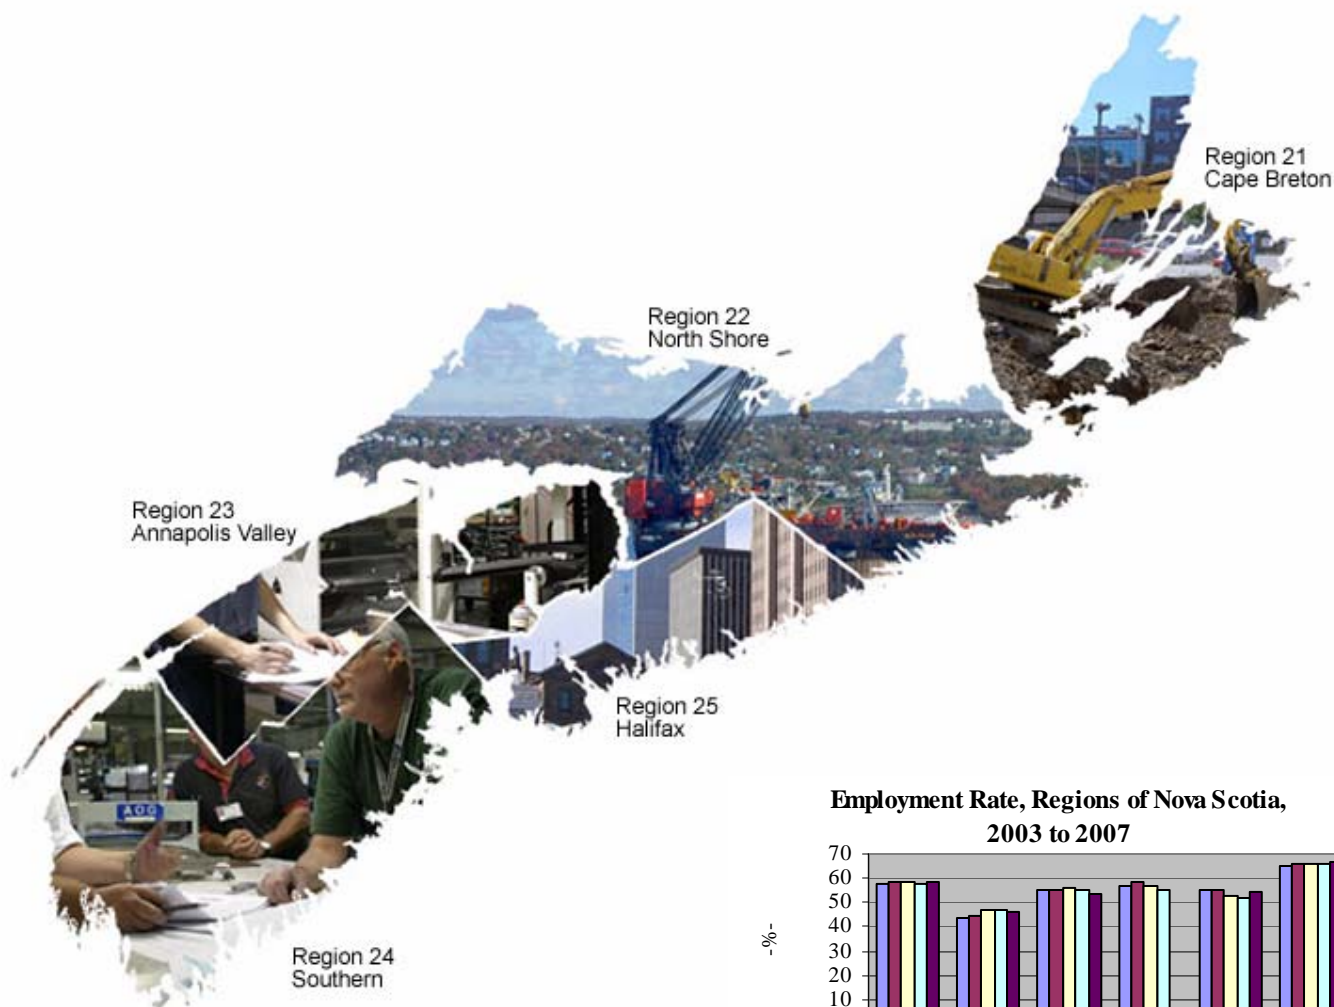 Region 21
Cape Breton
Region 22
North Shore
Region 23
Annapolis Valley
Region 25
Halifax
AOG
Region 24
Southern
Employment Rate, Regions of Nova Scotia,
2003 to 2007
-%-
70
60
50
40
30
20
10